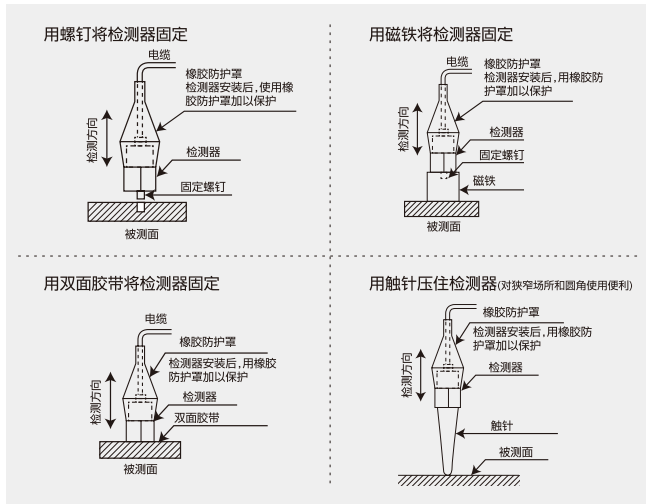 用螺钉将检测器固定
电缆
橡胶防护罩
检测器安装后，使用橡
胶防护罩加以保护
检测方向
检测器
固定螺钉
被测面
用磁铁将检测器固定
电缆
橡胶防护罩
检测器安装后，用橡胶防
护罩加以保护
检测方向
检测器
固定螺钉
磁铁
被测面
用双面胶带将检测器固定
电缆
橡胶防护罩
检测器安装后，用橡胶
防护罩加以保护
检测方向
检测器
双面胶带
被测面
用触针压住检测器(对狭窄场所和圆角使用便利)
橡胶防护罩
检测器安装后，用橡胶防
护罩加以保护
检测方向
检测器
触针
被测面